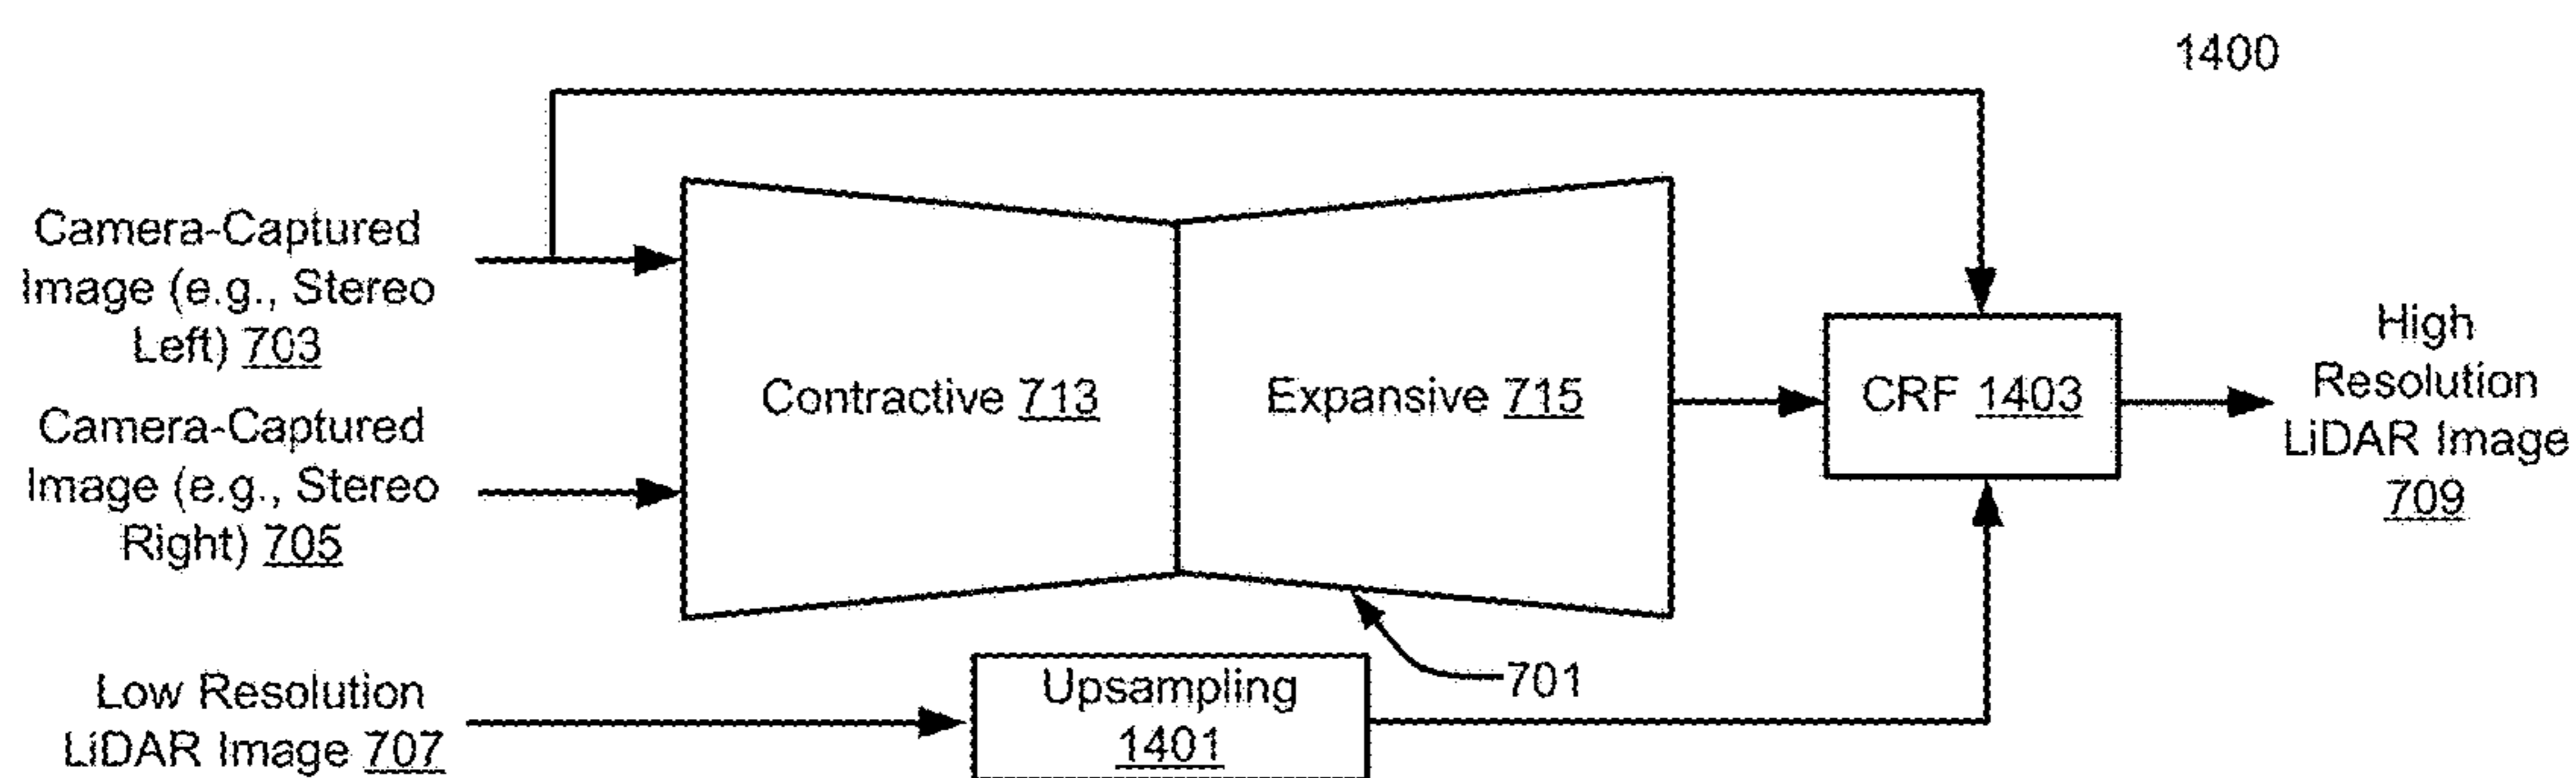 1400
Camera-Captured
Image (e.g., Stereo
Left) 703
Camera-Captured
Image (e.g., Stereo
Right) 705
Low Resolution
LiDAR Image 707
Contractive 713
Expansive 715
701
Upsampling
1401
CRF 1403
High
Resolution
LiDAR Image
709